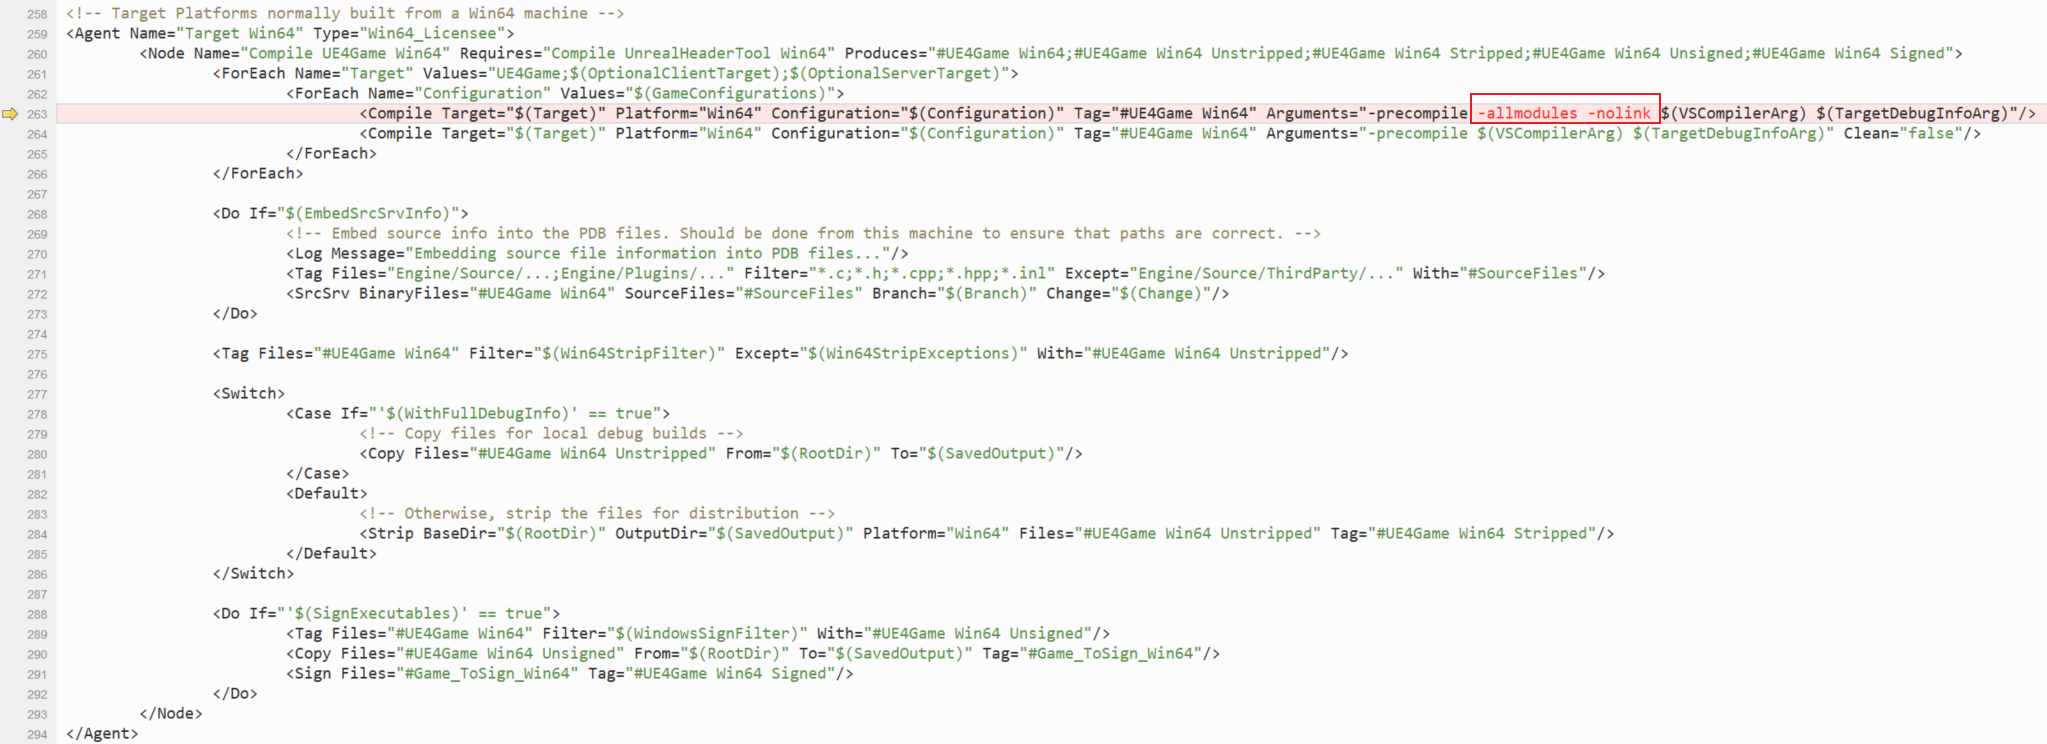 258 <!-- Target Platforms normally built from a Win64 machine -->
259 <Agent Name="Target Win64" Type="Win64_Licensee">
260 <Node Name="Compile UE4Game Win64" Requires="Compile UnrealHeaderTool Win64" Produces="#UE4Game Win64;#UE4Game Win64 Unstripped;#UE4Game Win64 Stripped;#UE4Game Win64 Unsigned;#UE4Game Win64 Signed">
261 <ForEach Name="Target" Values="UE4Game;$(OptionalClientTarget);$(OptionalServerTarget)">
262 <ForEach Name="Configuration" Values="$(GameConfigurations)">
263 <Compile Target="$(Target)" Platform="Win64" Configuration="$(Configuration)" Tag="#UE4Game Win64" Arguments="-precompile -allmodules -nolink $(VSCompilerArg) $(TargetDebugInfoArg)"/>
264 <Compile Target="$(Target)" Platform="Win64" Configuration="$(Configuration)" Tag="#UE4Game Win64" Arguments="-precompile $(VSCompilerArg) $(TargetDebugInfoArg)" Clean="false"/>
265 </ForEach>
266 </ForEach>
267
268 <Do If="$(EmbedSrcSrvInfo)">
269 <!-- Embed source info into the PDB files. Should be done from this machine to ensure that paths are correct. -->
270 <Log Message="Embedding source file information into PDB files..."/>
271 <Tag Files="Engine/Source/...;Engine/Plugins/..." Filter="*.c;*.h;*.cpp;*.hpp;*.inl" Except="Engine/Source/ThirdParty/..." With="#SourceFiles"/>
272 <SrcSrv BinaryFiles="#UE4Game Win64" SourceFiles="#SourceFiles" Branch="$(Branch)" Change="$(Change)"/>
273 </Do>
274
275 <Tag Files="#UE4Game Win64" Filter="$(Win64StripFilter)" Except="$(Win64StripExceptions)" With="#UE4Game Win64 Unstripped"/>
276
277 <Switch>
278 <Case If="'$(WithFullDebugInfo)' == true">
279 <!-- Copy files for local debug builds -->
280 <Copy Files="#UE4Game Win64 Unstripped" From="$(RootDir)" To="$(SavedOutput)"/>
281 </Case>
282 <Default>
283 <!-- Otherwise, strip the files for distribution -->
284 <Strip BaseDir="$(RootDir)" OutputDir="$(SavedOutput)" Platform="Win64" Files="#UE4Game Win64 Unstripped" Tag="#UE4Game Win64 Stripped"/>
285 </Default>
286 </Switch>
287
288 <Do If="'$(SignExecutables)' == true">
289 <Tag Files="#UE4Game Win64" Filter="$(WindowsSignFilter)" With="#UE4Game Win64 Unsigned"/>
290 <Copy Files="#UE4Game Win64 Unsigned" From="$(RootDir)" To="$(SavedOutput)" Tag="#Game_ToSign_Win64"/>
291 <Sign Files="#Game_ToSign_Win64" Tag="#UE4Game Win64 Signed"/>
292 </Do>
293 </Node>
294 </Agent>